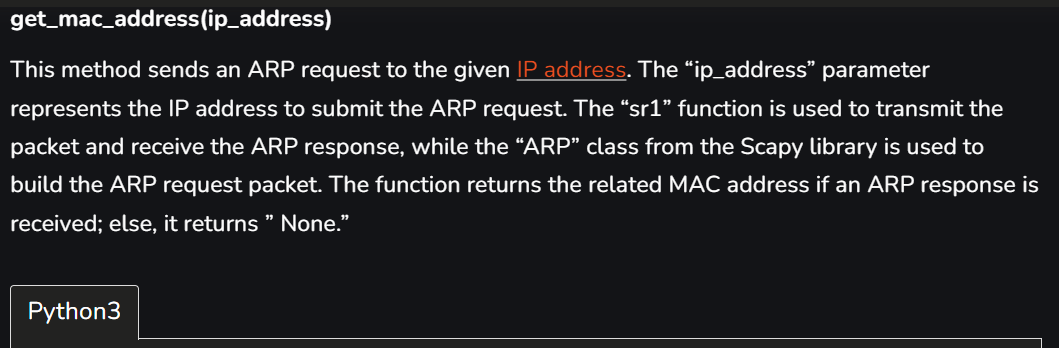 get_mac_address(ip_address)
This method sends an ARP request to the given IP address. The “ip_address” parameter
represents the IP address to submit the ARP request. The “sr1” function is used to transmit the
packet and receive the ARP response, while the “ARP” class from the Scapy library is used to
build the ARP request packet. The function returns the related MAC address if an ARP response is
received; else, it returns ” None.”
Python3